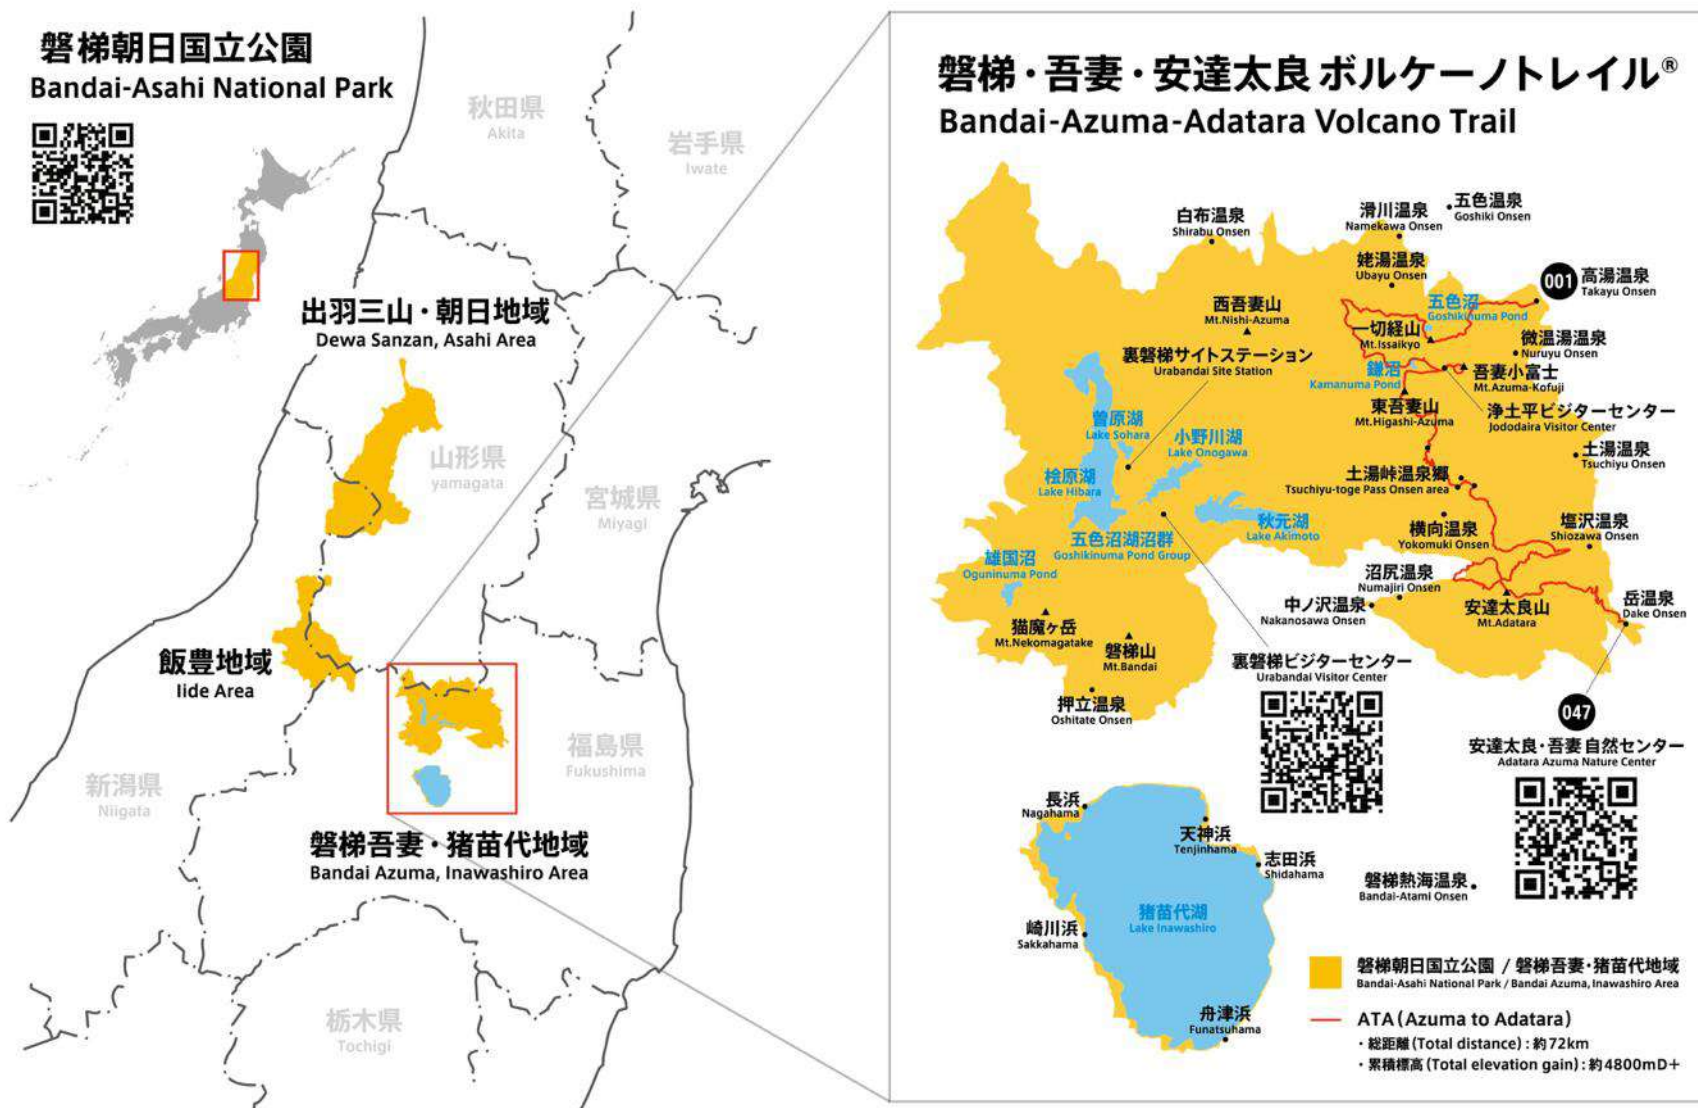 磐梯朝日国立公園
Bandai-Asahi National Park
秋田県
Akita
岩手県
Iwate
出羽三山・朝日地域
Dewa Sanzan, Asahi Area
山形県
yamagata
宮城県
Miyagi
飯豊地域
Iide Area
新潟県
Niigata
福島県
Fukushima
磐梯吾妻・猪苗代地域
Bandai Azuma, Inawashiro Area
栃木県
Tochigi
磐梯・吾妻・安達太良 ボルケーノトレイル®
Bandai-Azuma-Adatara Volcano Trail
白布温泉
Shirabu Onsen
滑川温泉
Namekawa Onsen
五色温泉
Goshiki Onsen
姥湯温泉
Ubayu Onsen
001
高湯温泉
Takayu Onsen
西吾妻山
Mt.Nishi-Azuma
五色沼
Goshikinuma Pond
一切経山
Mt.Issaikyo
微温湯温泉
Nuruyu Onsen
裏磐梯サイトステーション
Urabandai Site Station
鎌沼
Kamanuma Pond
吾妻小富士
Mt.Azuma-Kofuji
東吾妻山
Mt.Higashi-Azuma
浄土平ビジターセンター
Jododaira Visitor Center
曽原湖
Lake Sohara
小野川湖
Lake Onogawa
土湯温泉
Tsuchiyu Onsen
桧原湖
Lake Hibara
土湯峠温泉郷
Tsuchiyu-toge Pass Onsen area
秋元湖
Lake Akimoto
横向温泉
Yokomuki Onsen
塩沢温泉
Shiozawa Onsen
五色沼湖沼群
Goshikinuma Pond Group
雄国沼
Oguninuma Pond
沼尻温泉
Numajiri Onsen
中ノ沢温泉
Nakanosawa Onsen
安達太良山
Mt.Adatara
岳温泉
Dake Onsen
猫魔ヶ岳
Mt.Nekomagatake
磐梯山
Mt.Bandai
裏磐梯ビジターセンター
Urabandai Visitor Center
押立温泉
Oshitate Onsen
047
安達太良・吾妻 自然センター
Adatara Azuma Nature Center
長浜
Nagahama
天神浜
Tenjinhama
志田浜
Shidahama
磐梯熱海温泉
Bandai-Atami Onsen
猪苗代湖
Lake Inawashiro
崎川浜
Sakkahama
舟津浜
Funatsuhama
磐梯朝日国立公園 / 磐梯吾妻・猪苗代地域
Bandai-Asahi National Park / Bandai Azuma, Inawashiro Area
ATA (Azuma to Adatara)
・総距離 (Total distance) : 約72km
・累積標高 (Total elevation gain) : 約4800mD+